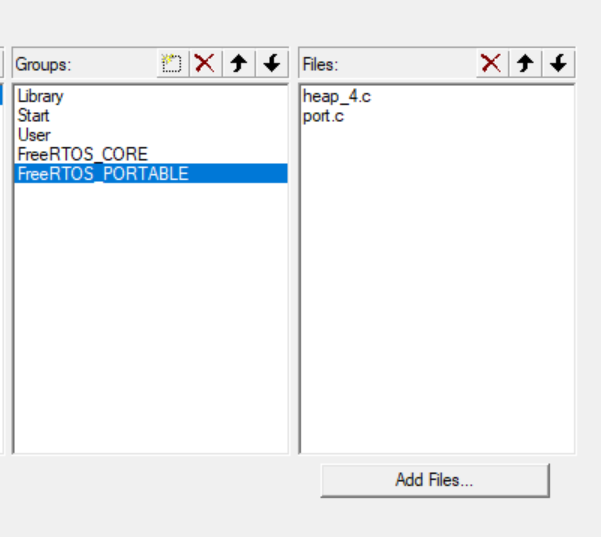 Groups:
Library
Start
User
FreeRTOS_CORE
FreeRTOS_PORTABLE
Files:
heap_4.c
port.c
Add Files...